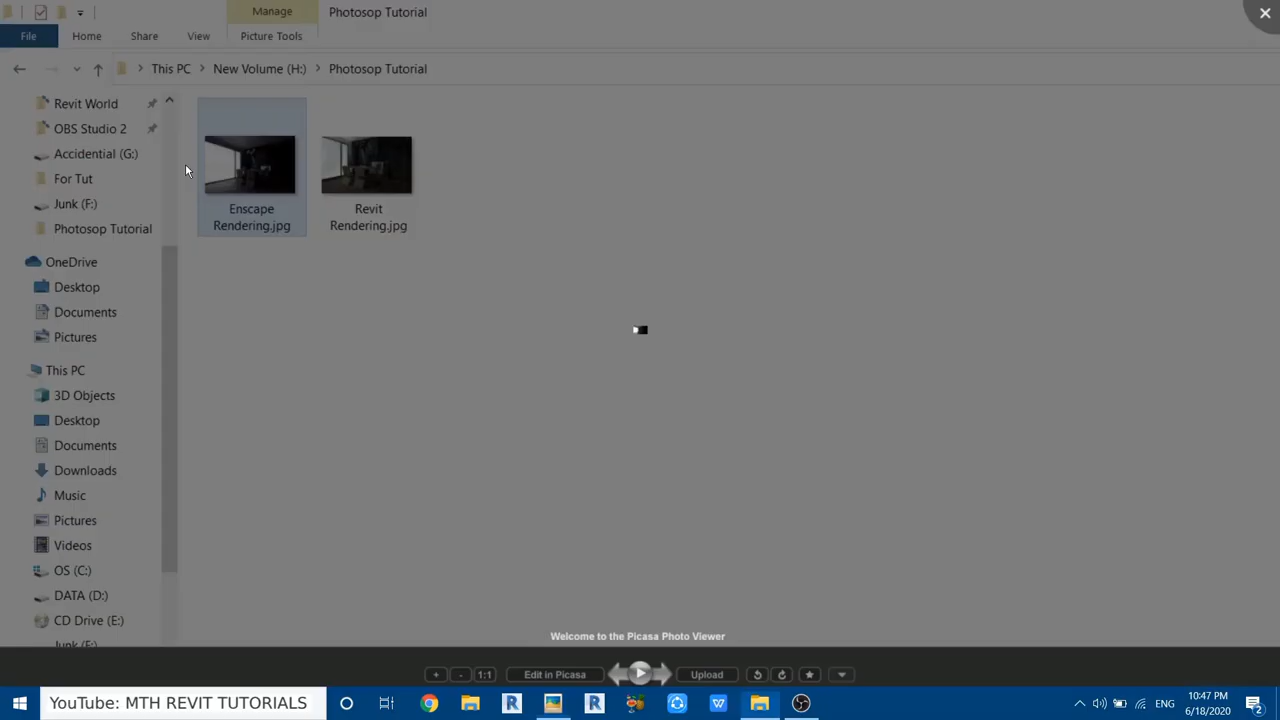 Manage
Photosop Tutorial
File
Home
Share
View
Picture Tools
This PC
New Volume (H:)
Photosop Tutorial
Revit World
OBS Studio 2
Accidential (G:)
For Tut
Junk (F:)
Photosop Tutorial
OneDrive
Desktop
Documents
Pictures
This PC
3D Objects
Desktop
Documents
Downloads
Music
Pictures
Videos
OS (C:)
DATA (D:)
CD Drive (E:)
Junk (F:)
Enscape
Rendering.jpg
Revit
Rendering.jpg
Welcome to the Picasa Photo Viewer
+
-
1:1
Edit in Picasa
Upload
YouTube: MTH REVIT TUTORIALS
ENG
10:47 PM
6/18/2020
2